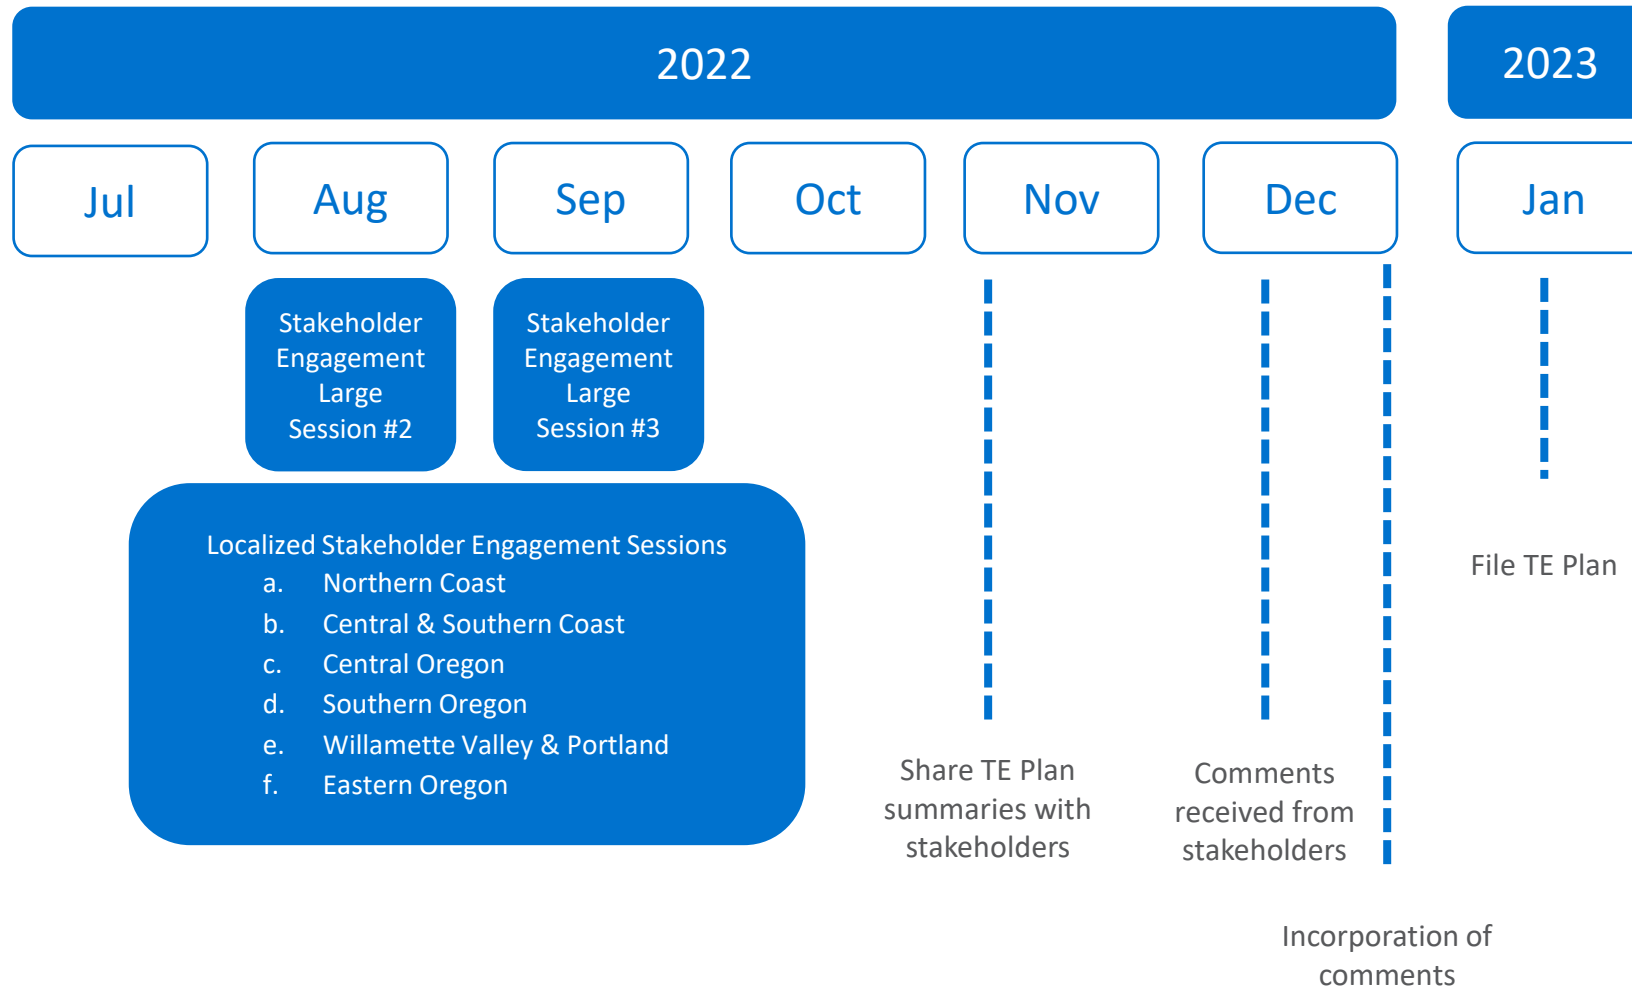 2022
2023
Jul
Aug
Sep
Oct
Nov
Dec
Jan
Stakeholder
Engagement
Large
Session #2
Stakeholder
Engagement
Large
Session #3
Localized Stakeholder Engagement Sessions
a. Northern Coast
b. Central & Southern Coast
c. Central Oregon
d. Southern Oregon
e. Willamette Valley & Portland
f. Eastern Oregon
Share TE Plan
summaries with
stakeholders
Comments
received from
stakeholders
Incorporation of
comments
File TE Plan